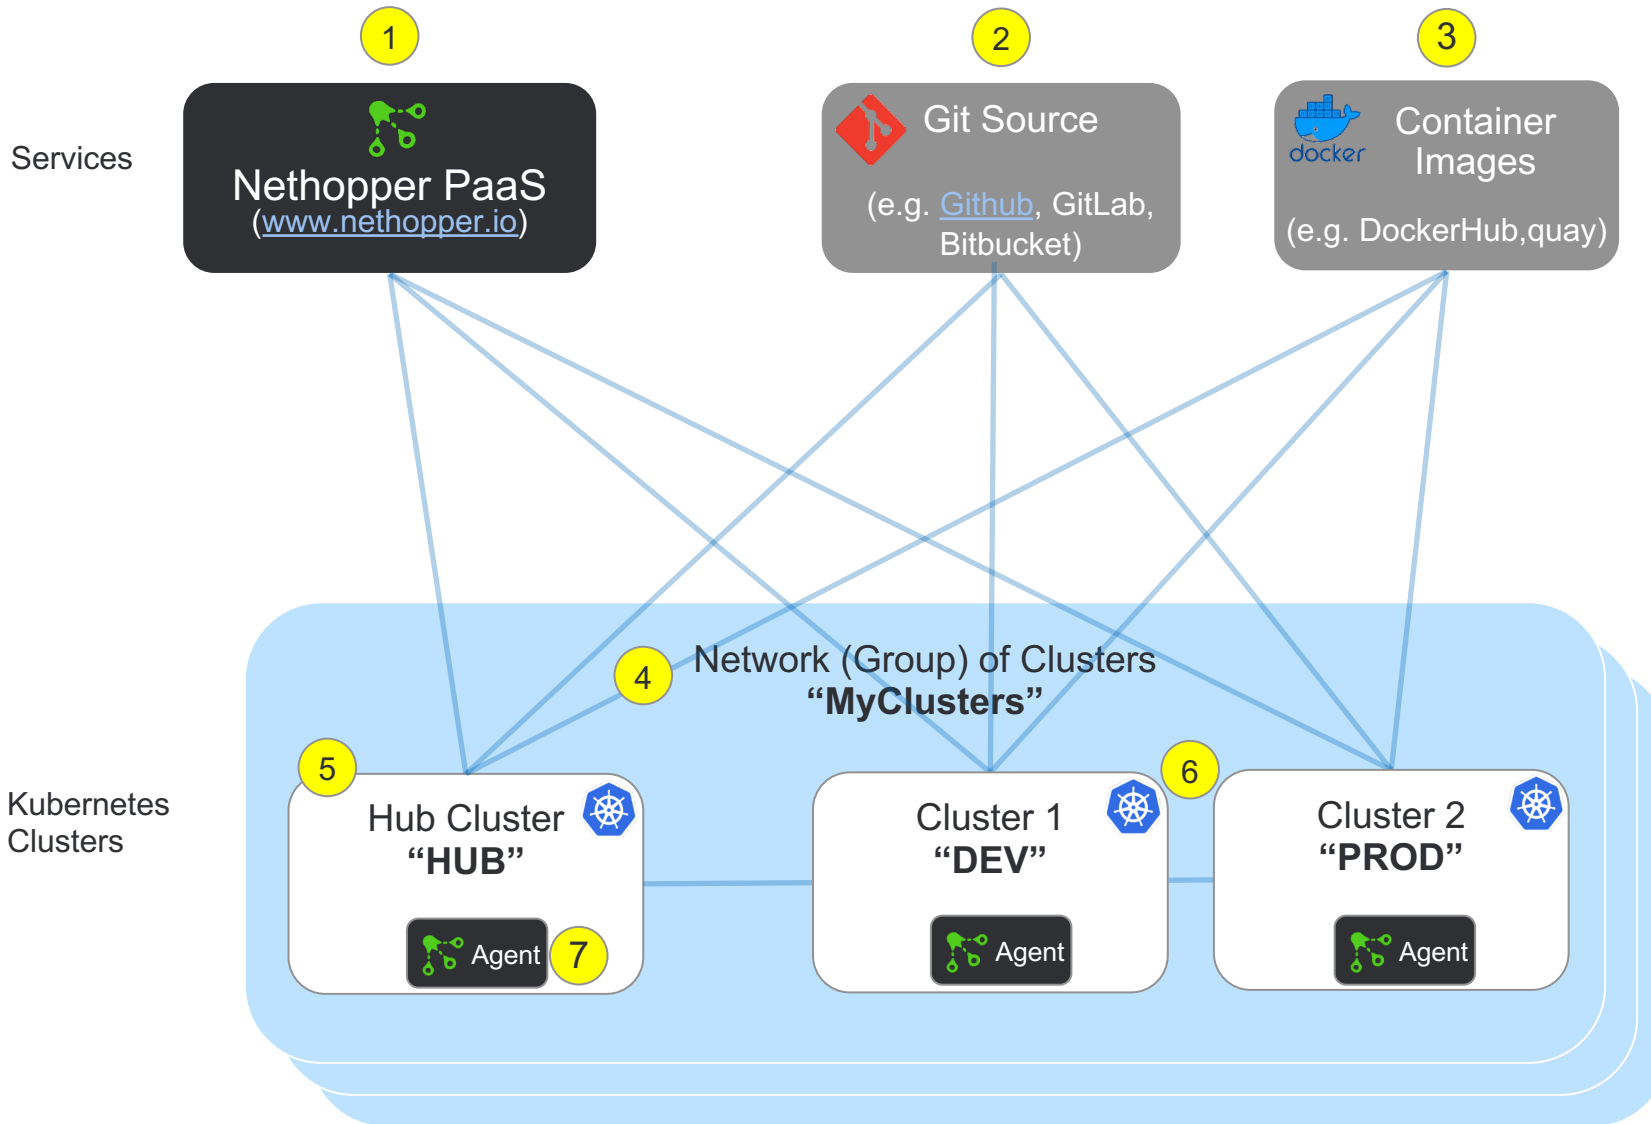 1
2
3
Services
Nethopper PaaS
(www.nethopper.io)
Git Source
(e.g. Github, GitLab,
Bitbucket)
docker
Container
Images
(e.g. DockerHub,quay)
4
Network (Group) of Clusters
“MyClusters”
Kubernetes
Clusters
5
Hub Cluster
“HUB”
Agent
7
Cluster 1
“DEV”
Agent
6
Cluster 2
“PROD”
Agent